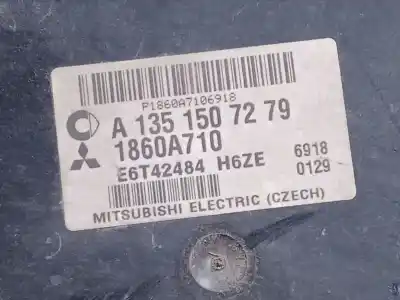 P1860A7106918
A 135 150 72 79
1860A710
E6T42484 H6ZE
6918
0129
MITSUBISHI ELECTRIC (CZECH)